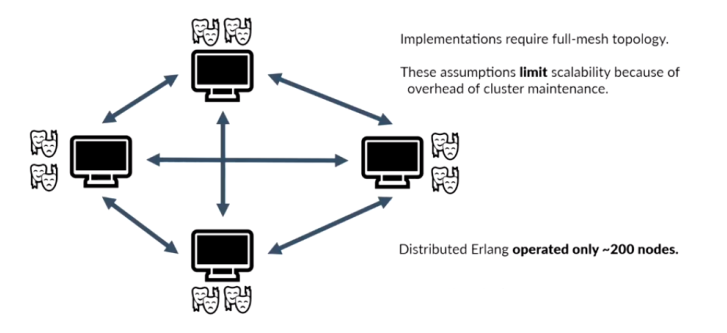 Implementations require full-mesh topology.
These assumptions limit scalability because of
overhead of cluster maintenance.
Distributed Erlang operated only ~200 nodes.